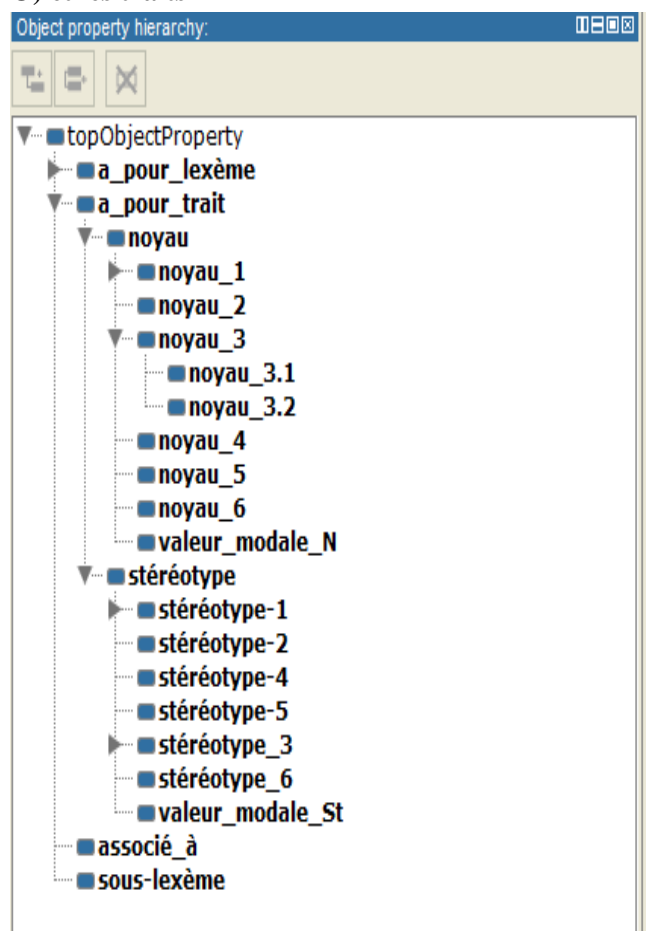 Object property hierarchy:
topObjectProperty
a_pour_lexème
a_pour_trait
noyau
noyau_1
noyau_2
noyau_3
noyau_3.1
noyau_3.2
noyau_4
noyau_5
noyau_6
valeur_modale_N
stéréotype
stéréotype-1
stéréotype-2
stéréotype-4
stéréotype-5
stéréotype_3
stéréotype_6
valeur_modale_St
associé_à
sous-lexème